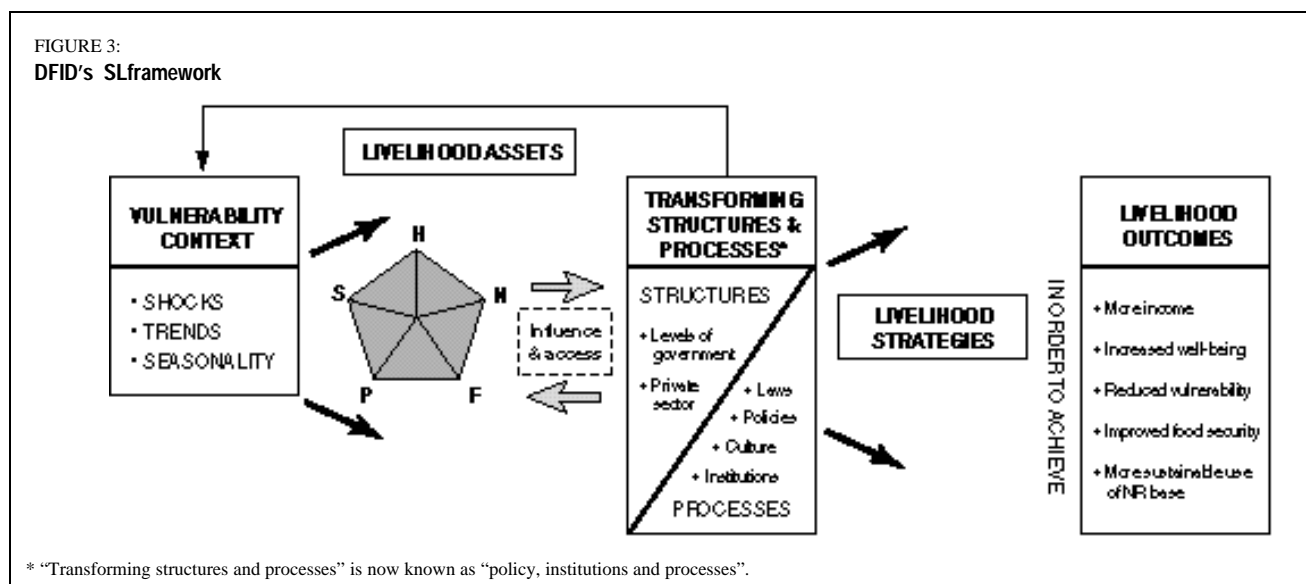 FIGURE 3:
DFID's SLframework
LIVELIHOOD ASSETS
VULNERABILITY
CONTEXT
• SHOCKS
• TRENDS
• SEASONALITY
H
S
N
P
F
Influence
& access
TRANSFORMING
STRUCTURES &
PROCESSES*
STRUCTURES
+ Levels of
government
+ Private
sector
+ Laws
+ Policies
+ Culture
+ Institutions
PROCESSES
LIVELIHOOD
STRATEGIES
IN ORDER TO ACHIEVE
LIVELIHOOD
OUTCOMES
+ More income
+ Increased well-being
+ Reduced vulnerability
+ Improved food security
+ More sustainable use
of NR base
* “Transforming structures and processes” is now known as “policy, institutions and processes”.